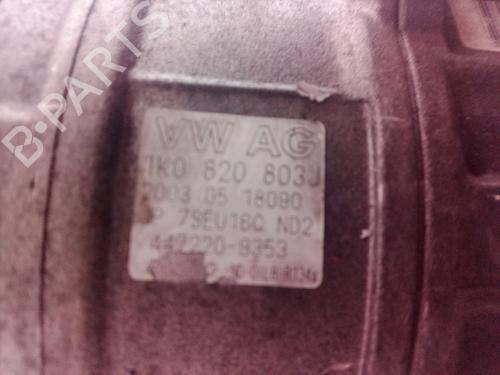 VW AG
1K0 820 803J
2003 05 18090
7SEU16C ND2
447220-9353
B-PARTS